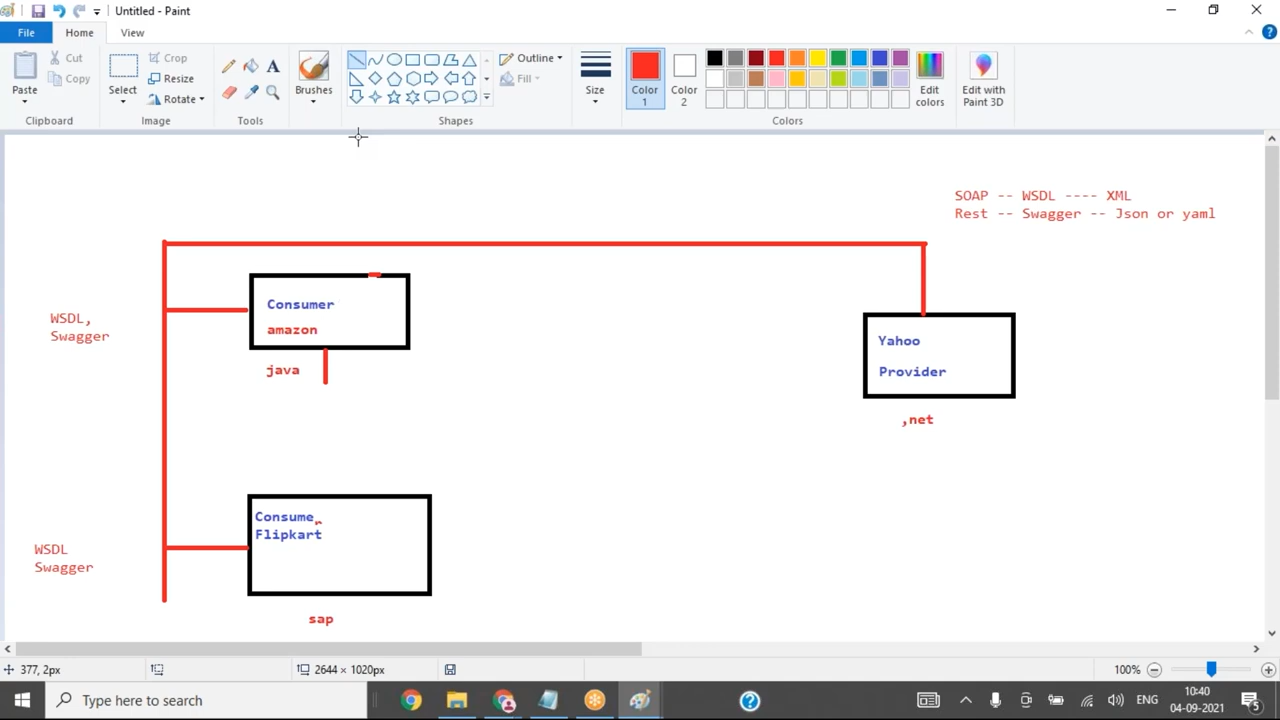 Untitled - Paint
File
Home
View
Paste
Cut
Copy
Clipboard
Select
Crop
Resize
Rotate
Image
A
Tools
Brushes
Outline
Fill
Shapes
Size
Color 1
Color 2
Edit colors
Colors
Edit with Paint 3D
SOAP -- WSDL ---- XML
Rest -- Swagger -- Json or yaml
WSDL,
Swagger
Consumer
amazon
java
Yahoo
Provider
,net
Consume
Flipkart
WSDL
Swagger
sap
377, 2px
2644 × 1020px
100%
Type here to search
ENG
10:40
04-09-2021
5